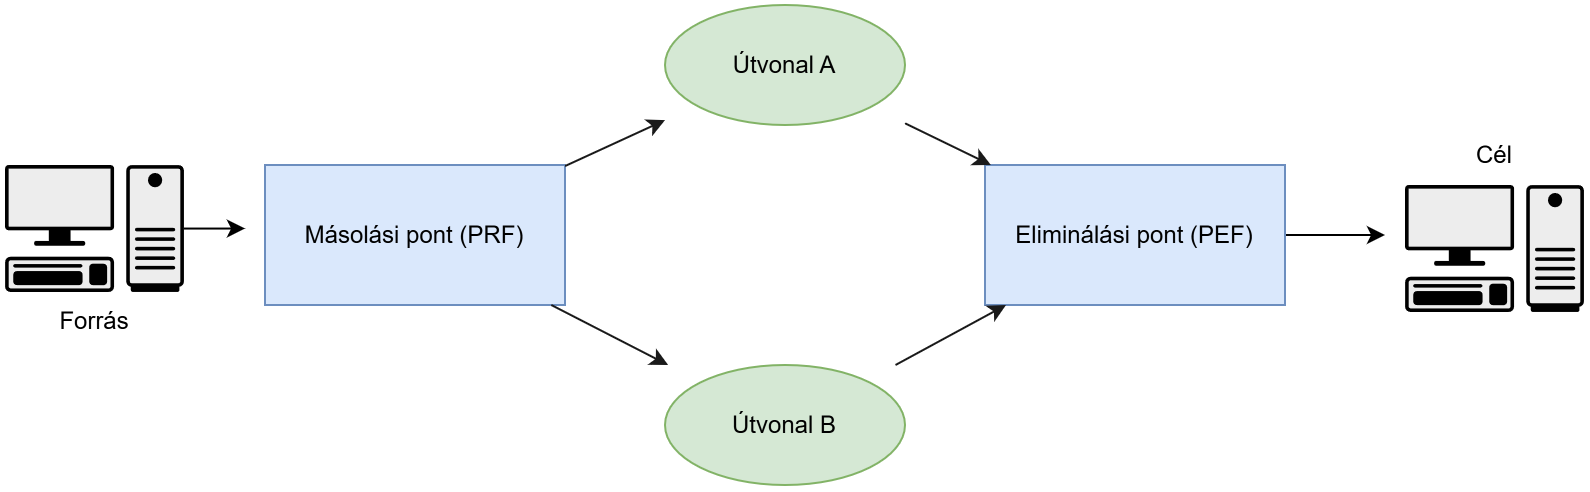 Útvonal A
Forrás
Másolási pont (PRF)
Eliminálási pont (PEF)
Cél
Útvonal B